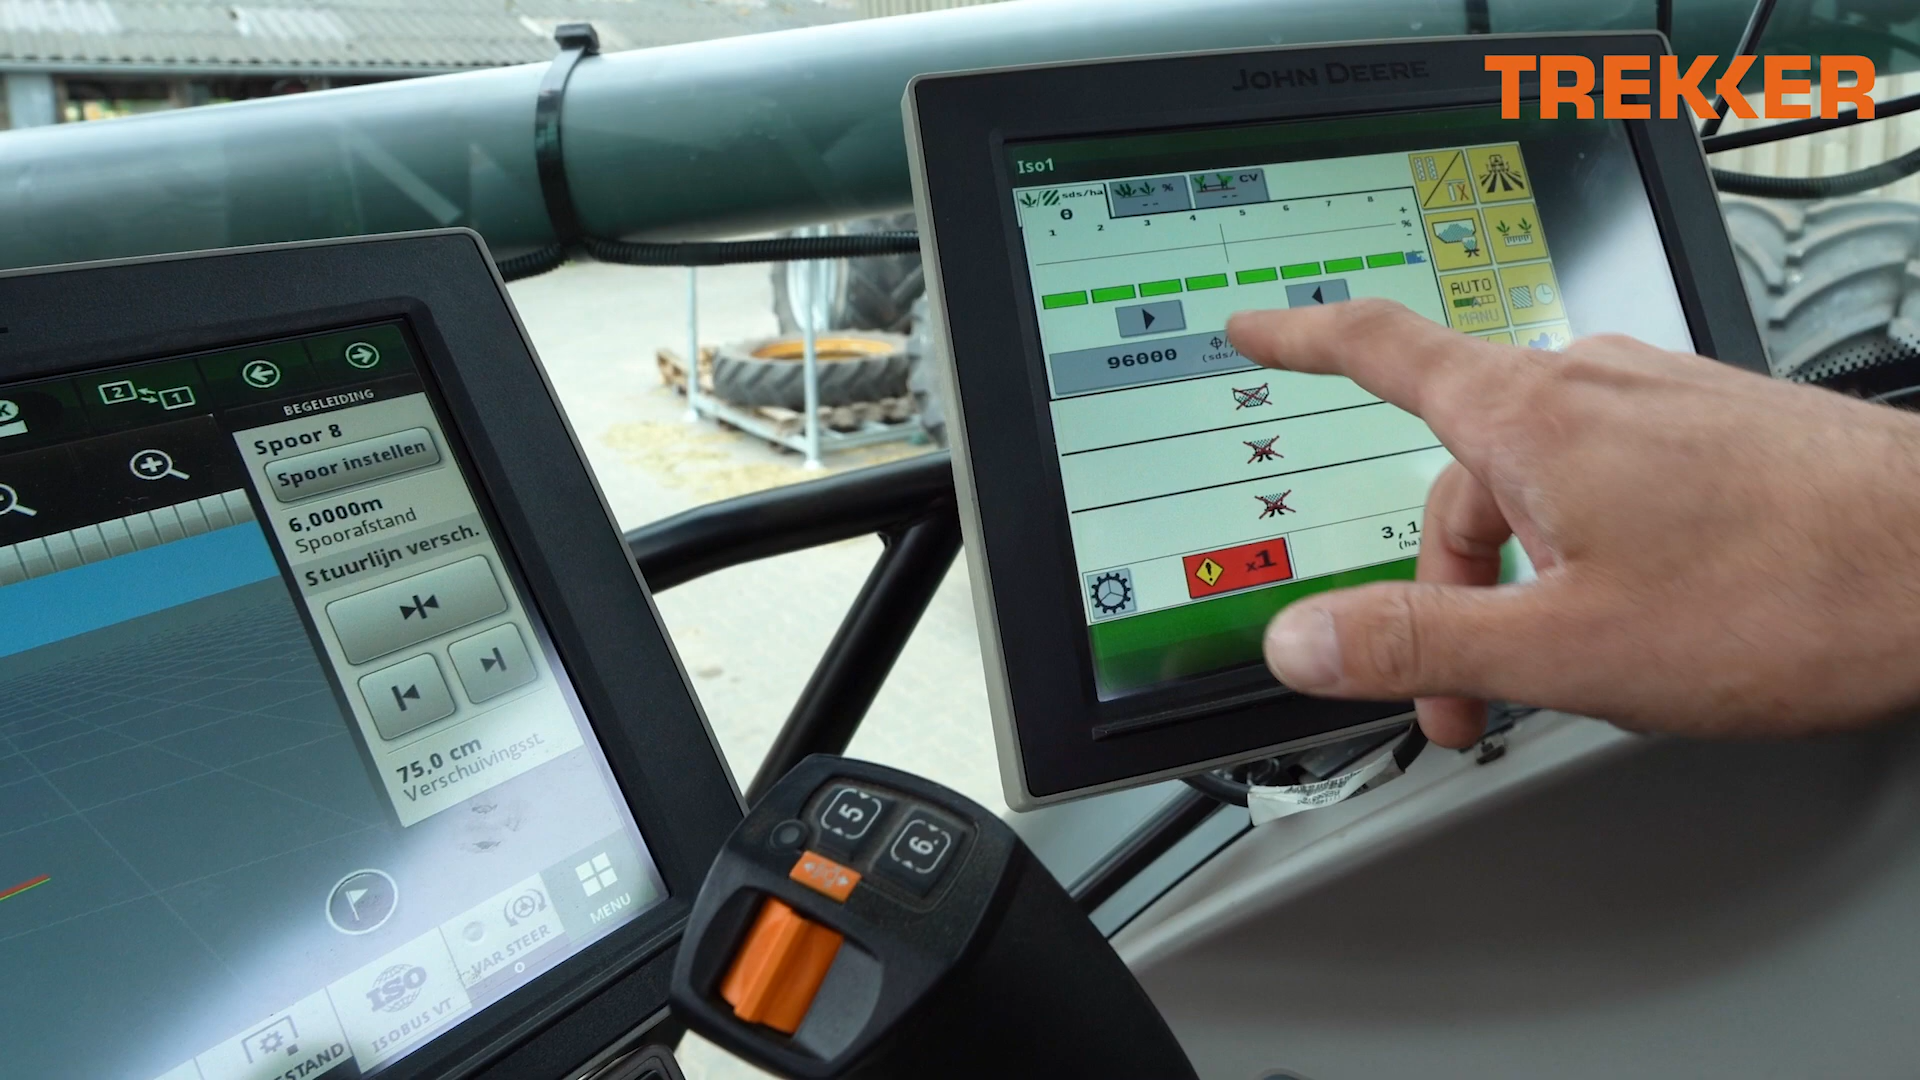 TREKKER
JOHN DEERE
Iso1
sds/ha
0
%
--
CV
--
1 2 3 4 5 6 7 8
+
%
-
AUTO
MANU
96000
x1
3,1
(ha
2 1
BEGELEIDING
Spoor 8
Spoor instellen
6,0000m
Spoorafstand
Stuurlijn versch.
75,0 cm
Verschuivingsst
MENU
VAR STEER
0
ISO
ISOBUS VT
STAND
5
6